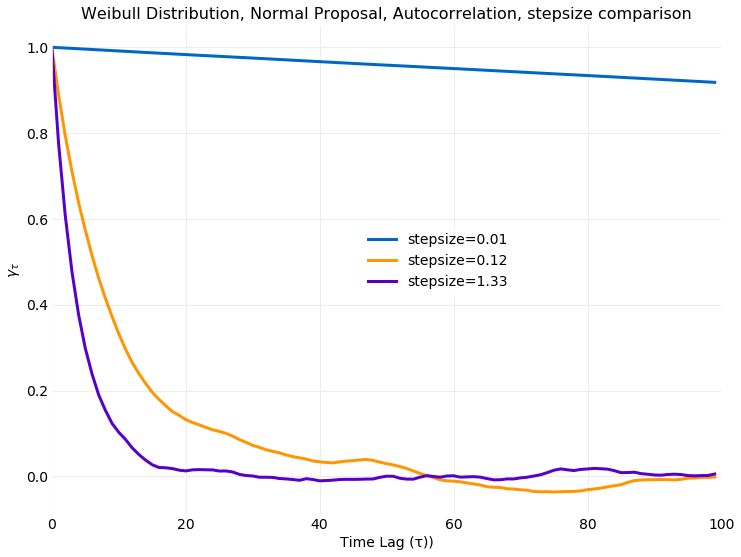 Weibull Distribution, Normal Proposal, Autocorrelation, stepsize comparison
1.0
0.8
0.6
0.4
0.2
0.0
γτ
stepsize=0.01
stepsize=0.12
stepsize=1.33
0 20 40 60 80 100
Time Lag (τ))